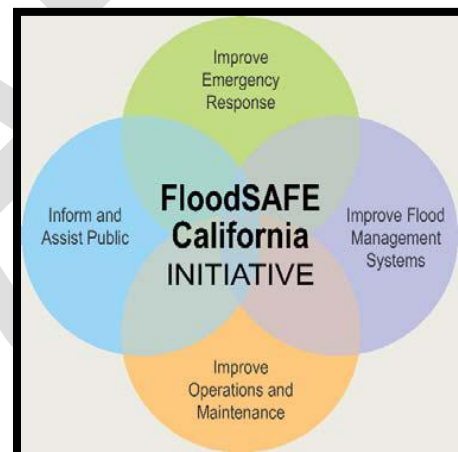 Improve
Emergency
Response
Inform and
Assist Public
FloodSAFE
California
INITIATIVE
Improve Flood
Management
Systems
Improve
Operations and
Maintenance